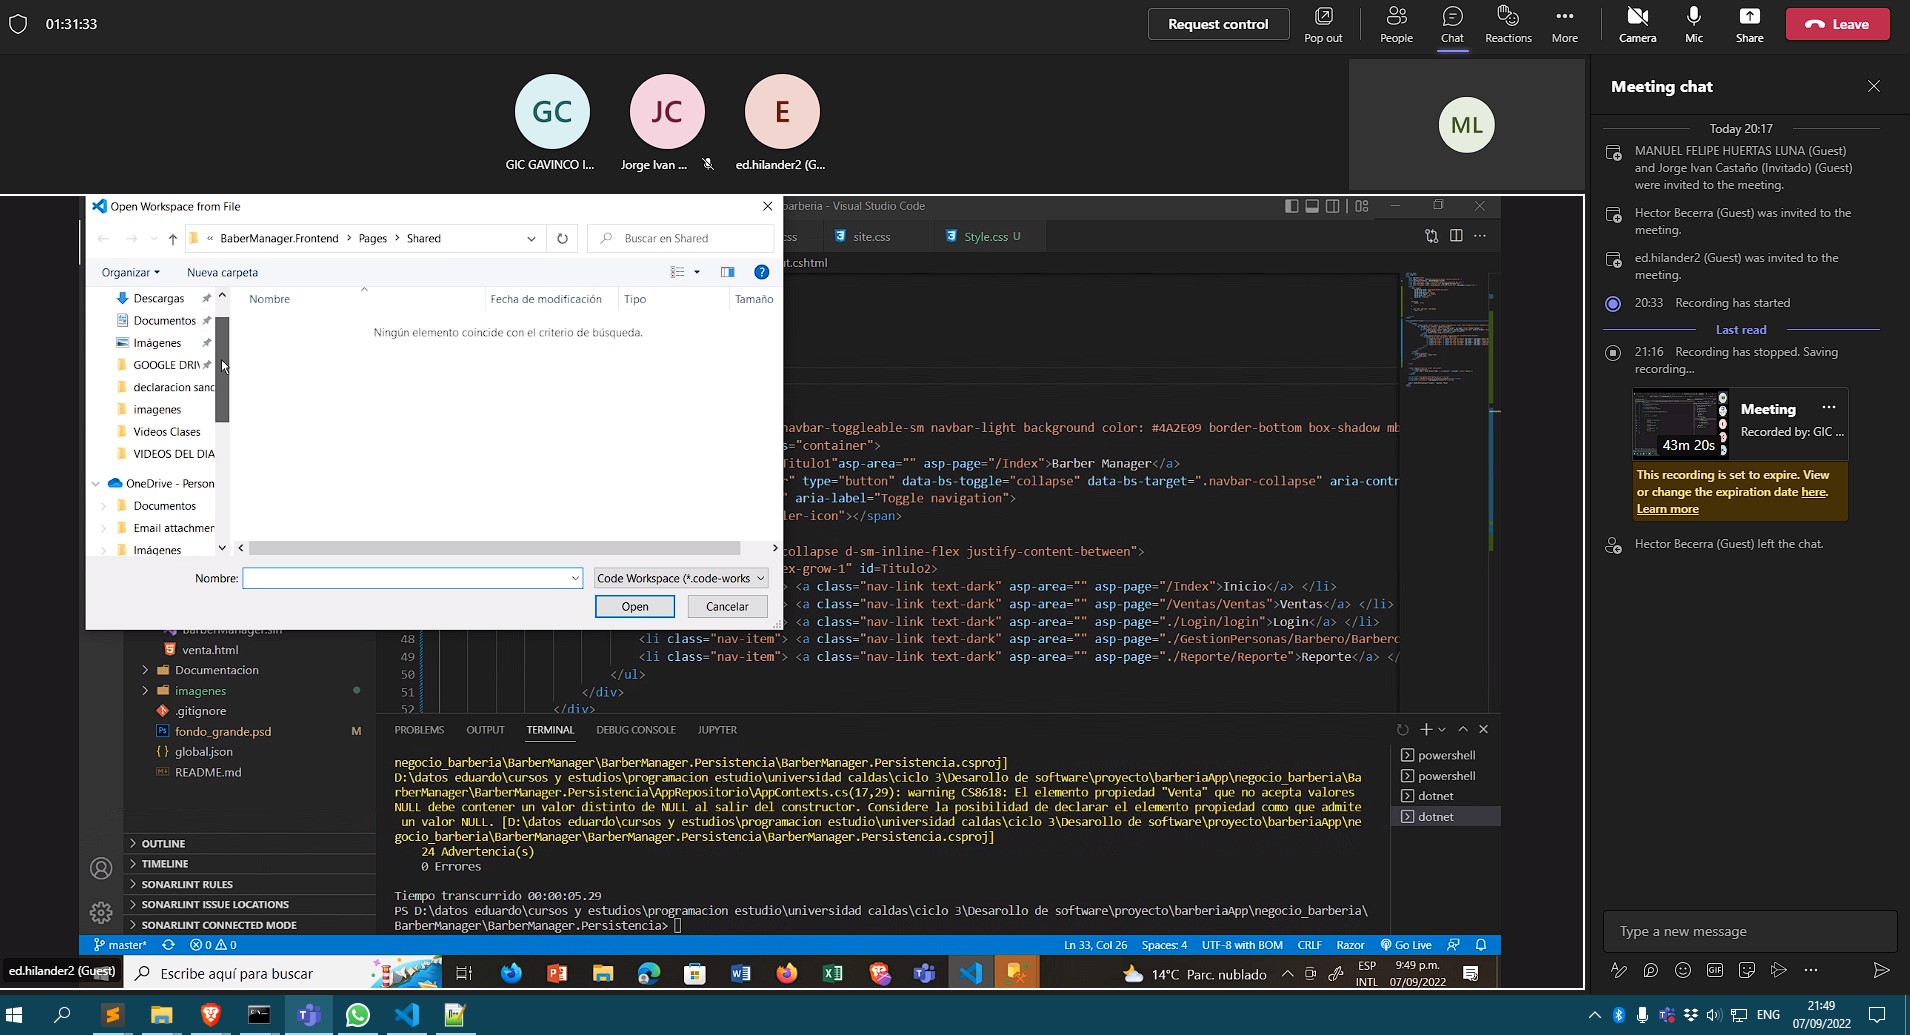 01:31:33
Request control
Pop out
People
Chat
Reactions
More
Camera
Mic
Share
Leave
GC
GIC GAVINCO I...
JC
Jorge Ivan ...
E
ed.hilander2 (G...
ML
Meeting chat
Today 20:17
MANUEL FELIPE HUERTAS LUNA (Guest)
and Jorge Ivan Castaño (Invitado) (Guest)
were invited to the meeting.
Hector Becerra (Guest) was invited to the
meeting.
ed.hilander2 (Guest) was invited to the
meeting.
20:33 Recording has started
Last read
21:16 Recording has stopped. Saving
recording...
Meeting
Recorded by: GIC ...
43m 20s
This recording is set to expire. View
or change the expiration date here.
Learn more
Hector Becerra (Guest) left the chat.
Type a new message
Open Workspace from File
« BaberManager.Frontend > Pages > Shared
Buscar en Shared
Organizar
Nueva carpeta
Descargas
Documentos
Imágenes
GOOGLE DRIV
declaracion sanc
imagenes
Videos Clases
VIDEOS DEL DIA
OneDrive - Person
Documentos
Email attachmer
Imágenes
Nombre
Fecha de modificación
Tipo
Tamaño
Ningún elemento coincide con el criterio de búsqueda.
Nombre:
Code Workspace (*.code-works
Open
Cancelar
barberia - Visual Studio Code
ss
site.css
Style.css U
ut.cshtml
navbar-toggleable-sm navbar-light background color: #4A2E09 border-bottom box-shadow mb
s="container">
Titulo1"asp-area="" asp-page="/Index">Barber Manager</a>
r" type="button" data-bs-toggle="collapse" data-bs-target=".navbar-collapse" aria-contr
" aria-label="Toggle navigation">
ler-icon"></span>
collapse d-sm-inline-flex justify-content-between">
ex-grow-1" id=Titulo2>
> <a class="nav-link text-dark" asp-area="" asp-page="/Index">Inicio</a> </li>
> <a class="nav-link text-dark" asp-area="" asp-page="/Ventas/Ventas">Ventas</a> </li>
> <a class="nav-link text-dark" asp-area="" asp-page="./Login/login">Login</a> </li>
48 <li class="nav-item"> <a class="nav-link text-dark" asp-area="" asp-page="./GestionPersonas/Barbero/Barberc
49 <li class="nav-item"> <a class="nav-link text-dark" asp-area="" asp-page="./Reporte/Reporte">Reporte</a> </
50 </ul>
51 </div>
52 </div>
BarberManager.sln
venta.html
Documentacion
imagenes
.gitignore
fondo_grande.psd M
global.json
README.md
OUTLINE
TIMELINE
SONARLINT RULES
SONARLINT ISSUE LOCATIONS
SONARLINT CONNECTED MODE
PROBLEMS
OUTPUT
TERMINAL
DEBUG CONSOLE
JUPYTER
negocio_barberia\BarberManager\BarberManager.Persistencia\BarberManager.Persistencia.csproj]
D:\datos eduardo\cursos y estudios\programacion estudio\universidad caldas\ciclo 3\Desarollo de software\proyecto\barberiaApp\negocio_barberia\Ba
rberManager\BarberManager.Persistencia\AppRepositorio\AppContexts.cs(17,29): warning CS8618: El elemento propiedad "Venta" que no acepta valores
NULL debe contener un valor distinto de NULL al salir del constructor. Considere la posibilidad de declarar el elemento propiedad como que admite
un valor NULL. [D:\datos eduardo\cursos y estudios\programacion estudio\universidad caldas\ciclo 3\Desarollo de software\proyecto\barberiaApp\ne
gocio_barberia\BarberManager\BarberManager.Persistencia\BarberManager.Persistencia.csproj]
24 Advertencia(s)
0 Errores
Tiempo transcurrido 00:00:05.29
PS D:\datos eduardo\cursos y estudios\programacion estudio\universidad caldas\ciclo 3\Desarollo de software\proyecto\barberiaApp\negocio_barberia\
BarberManager\BarberManager.Persistencia>
powershell
powershell
dotnet
dotnet
master*
0 0
Ln 33, Col 26
Spaces: 4
UTF-8 with BOM
CRLF
Razor
Go Live
ed.hilander2 (Guest)
Escribe aquí para buscar
14°C Parc. nublado
ESP
INTL
9:49 p.m.
07/09/2022
ENG
21:49
07/09/2022